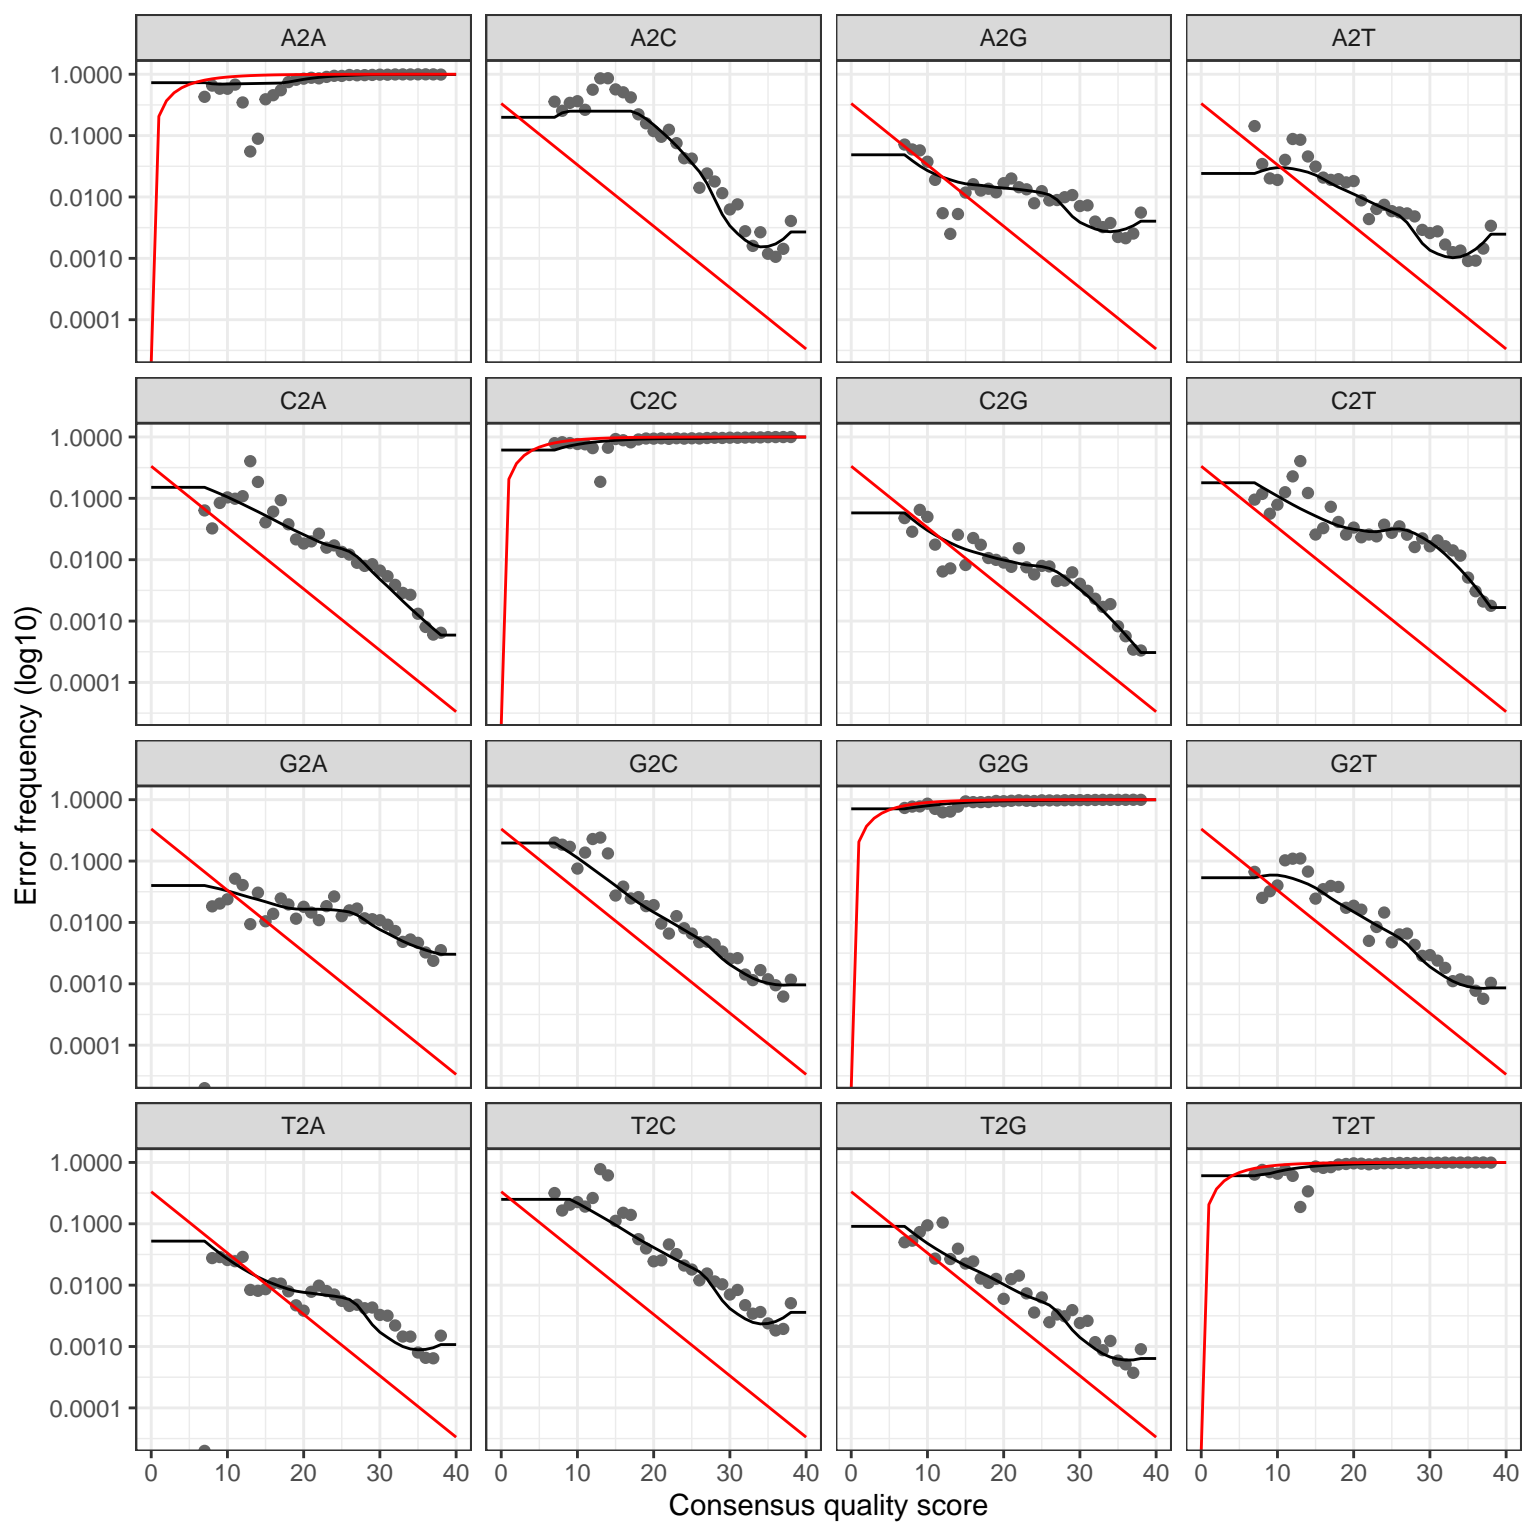 A2A A2C A2G A2T
1.0000
0.1000
0.0100
0.0010
0.0001
C2A C2C C2G C2T
1.0000
0.1000
0.0100
0.0010
0.0001
Error frequency (log10)
G2A G2C G2G G2T
1.0000
0.1000
0.0100
0.0010
0.0001
T2A T2C T2G T2T
1.0000
0.1000
0.0100
0.0010
0.0001
0 10 20 30 40 0 10 20 30 40 0 10 20 30 40 0 10 20 30 40
Consensus quality score